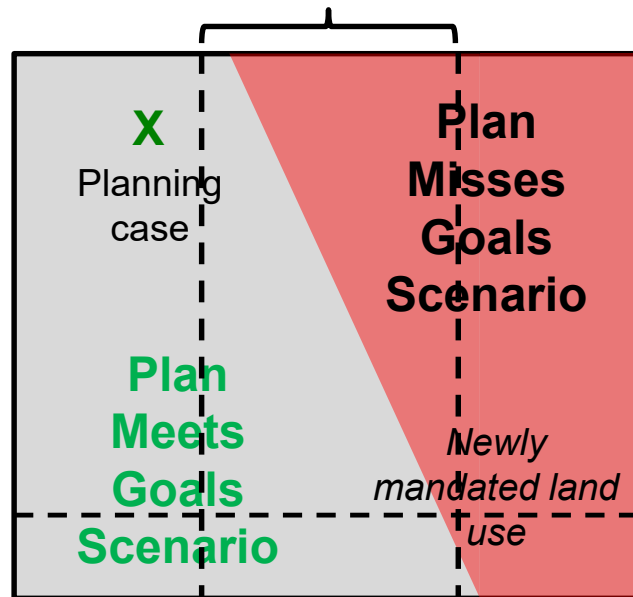 X
Planning
case
Plan
Misses
Goals
Scenario
Plan
Meets
Goals
Scenario
Newly
mandated land
use